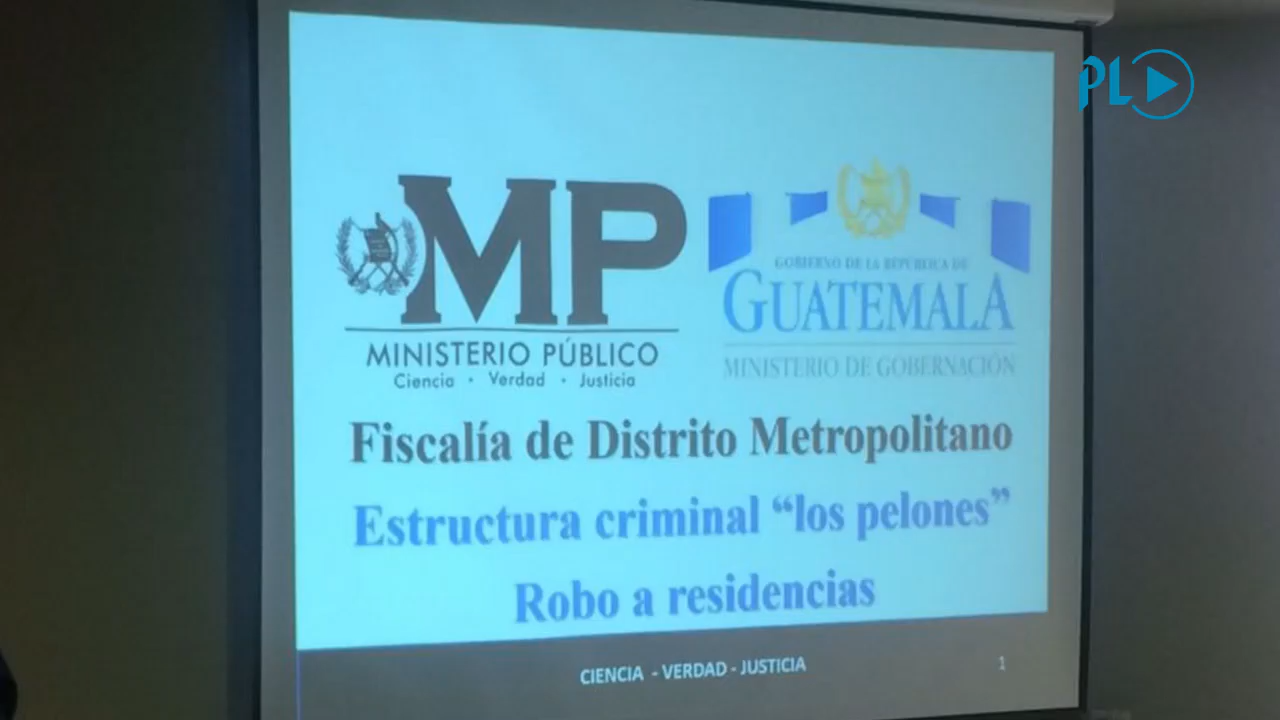 PL
MP
MINISTERIO PÚBLICO
Ciencia · Verdad · Justicia
GOBIERNO DE LA REPÚBLICA DE
GUATEMALA
MINISTERIO DE GOBERNACIÓN
Fiscalía de Distrito Metropolitano
Estructura criminal “los pelones”
Robo a residencias
CIENCIA - VERDAD - JUSTICIA
1